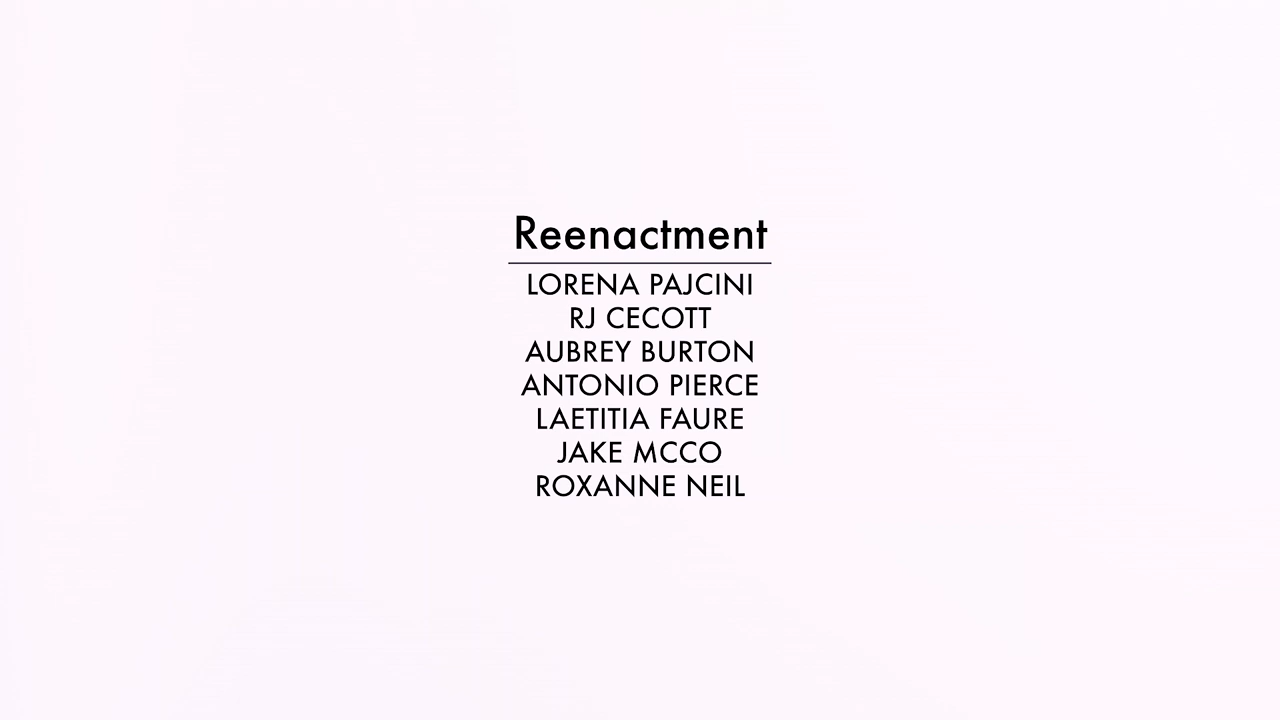 Reenactment
LORENA PAJCINI
RJ CECOTT
AUBREY BURTON
ANTONIO PIERCE
LAETITIA FAURE
JAKE MCCO
ROXANNE NEIL